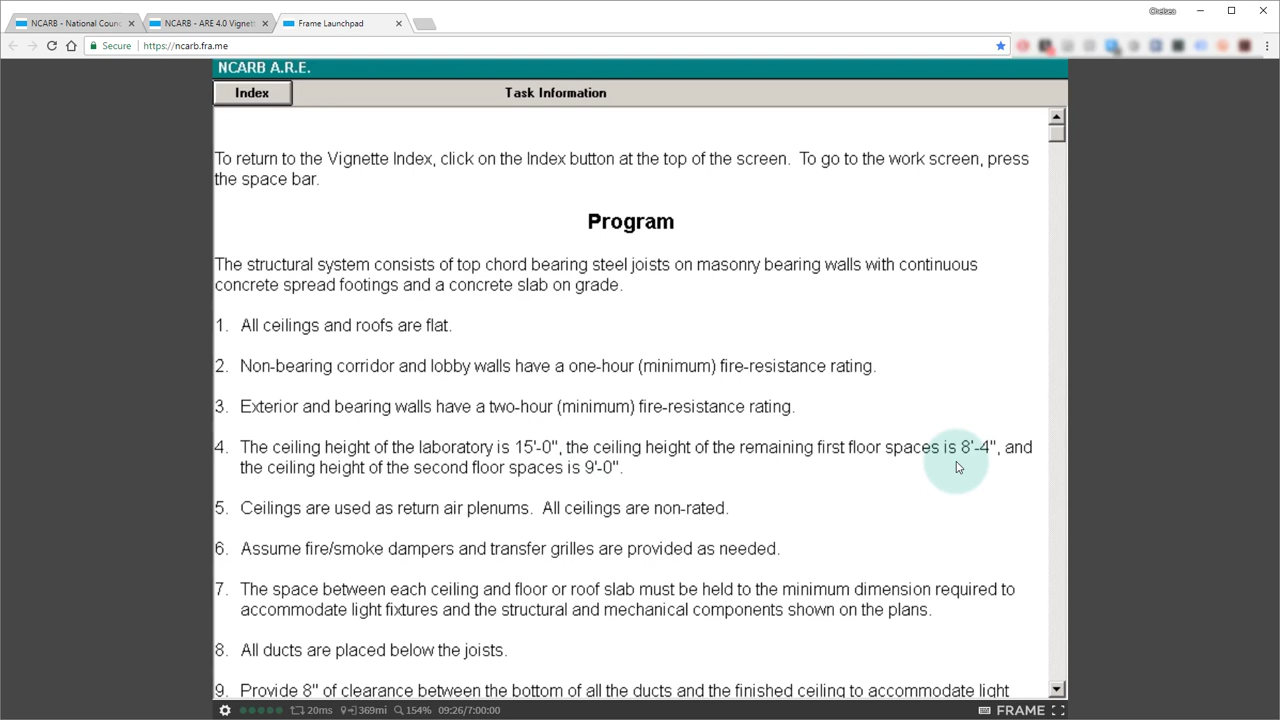 Chelsea
NCARB - National Counc
NCARB - ARE 4.0 Vignett
Frame Launchpad
Secure
https://ncarb.fra.me
NCARB A.R.E.
Index
Task Information
To return to the Vignette Index, click on the Index button at the top of the screen.  To go to the work screen, press
the space bar.
Program
The structural system consists of top chord bearing steel joists on masonry bearing walls with continuous
concrete spread footings and a concrete slab on grade.
1. All ceilings and roofs are flat.
2. Non-bearing corridor and lobby walls have a one-hour (minimum) fire-resistance rating.
3. Exterior and bearing walls have a two-hour (minimum) fire-resistance rating.
4. The ceiling height of the laboratory is 15'-0", the ceiling height of the remaining first floor spaces is 8'-4", and
the ceiling height of the second floor spaces is 9'-0".
5. Ceilings are used as return air plenums.  All ceilings are non-rated.
6. Assume fire/smoke dampers and transfer grilles are provided as needed.
7. The space between each ceiling and floor or roof slab must be held to the minimum dimension required to
accommodate light fixtures and the structural and mechanical components shown on the plans.
8. All ducts are placed below the joists.
9. Provide 8" of clearance between the bottom of all the ducts and the finished ceiling to accommodate light
20ms
369mi
154%
09:26/7:00:00
FRAME